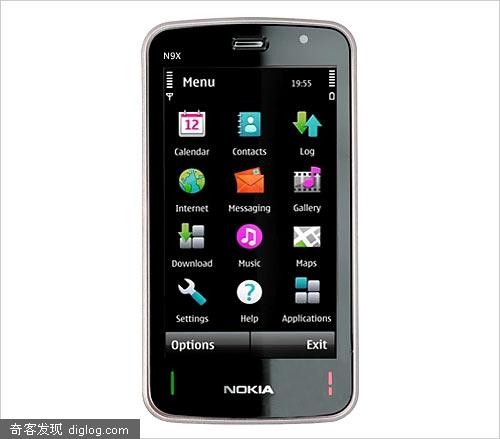 N9X
Menu 19:55
12
Calendar Contacts Log
Internet Messaging Gallery
Download Music Maps
?
Settings Help Applications
Options Exit
NOKIA
奇客发现 diglog.com